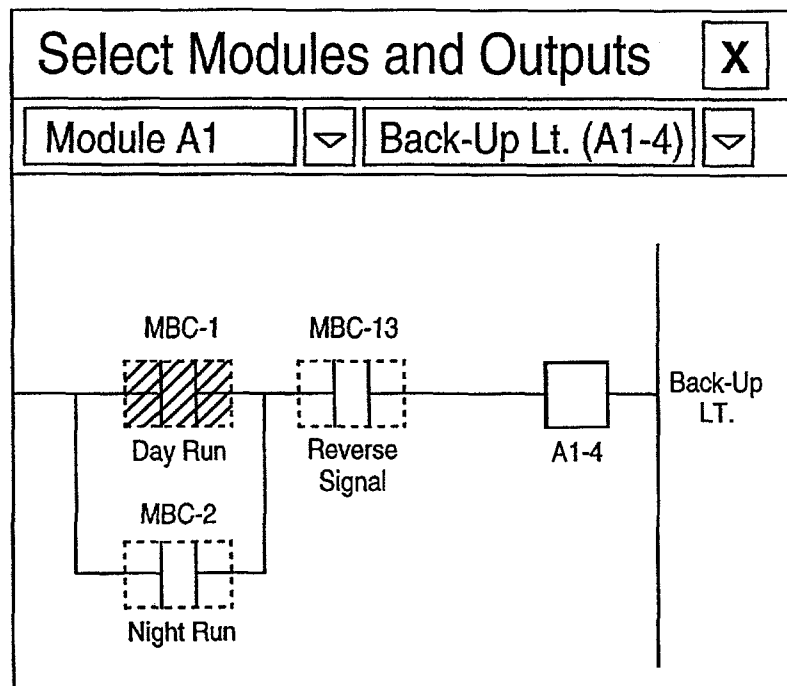 Select Modules and Outputs X
Module A1 Back-Up Lt. (A1-4)
MBC-1 MBC-13
Back-Up
LT.
Day Run Reverse
Signal
A1-4
MBC-2
Night Run